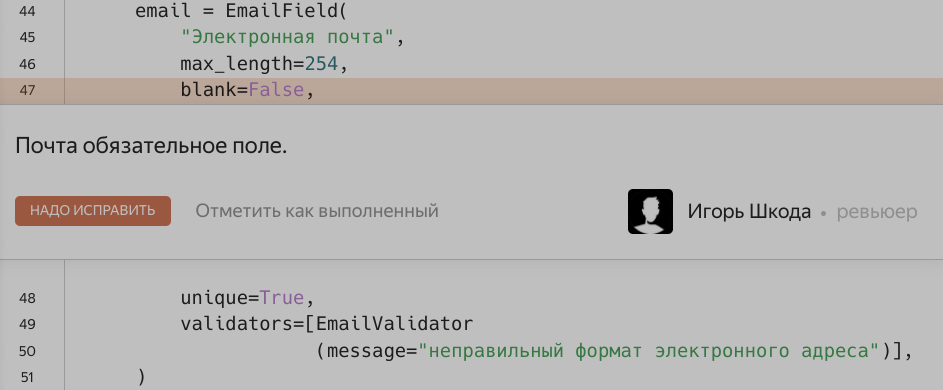 44 email = EmailField(
45 "Электронная почта",
46 max_length=254,
47 blank=False,
Почта обязательное поле.
НАДО ИСПРАВИТЬ Отметить как выполненный Игорь Шкода • ревьюер
48 unique=True,
49 validators=[EmailValidator
50 (message="неправильный формат электронного адреса")],
51 )